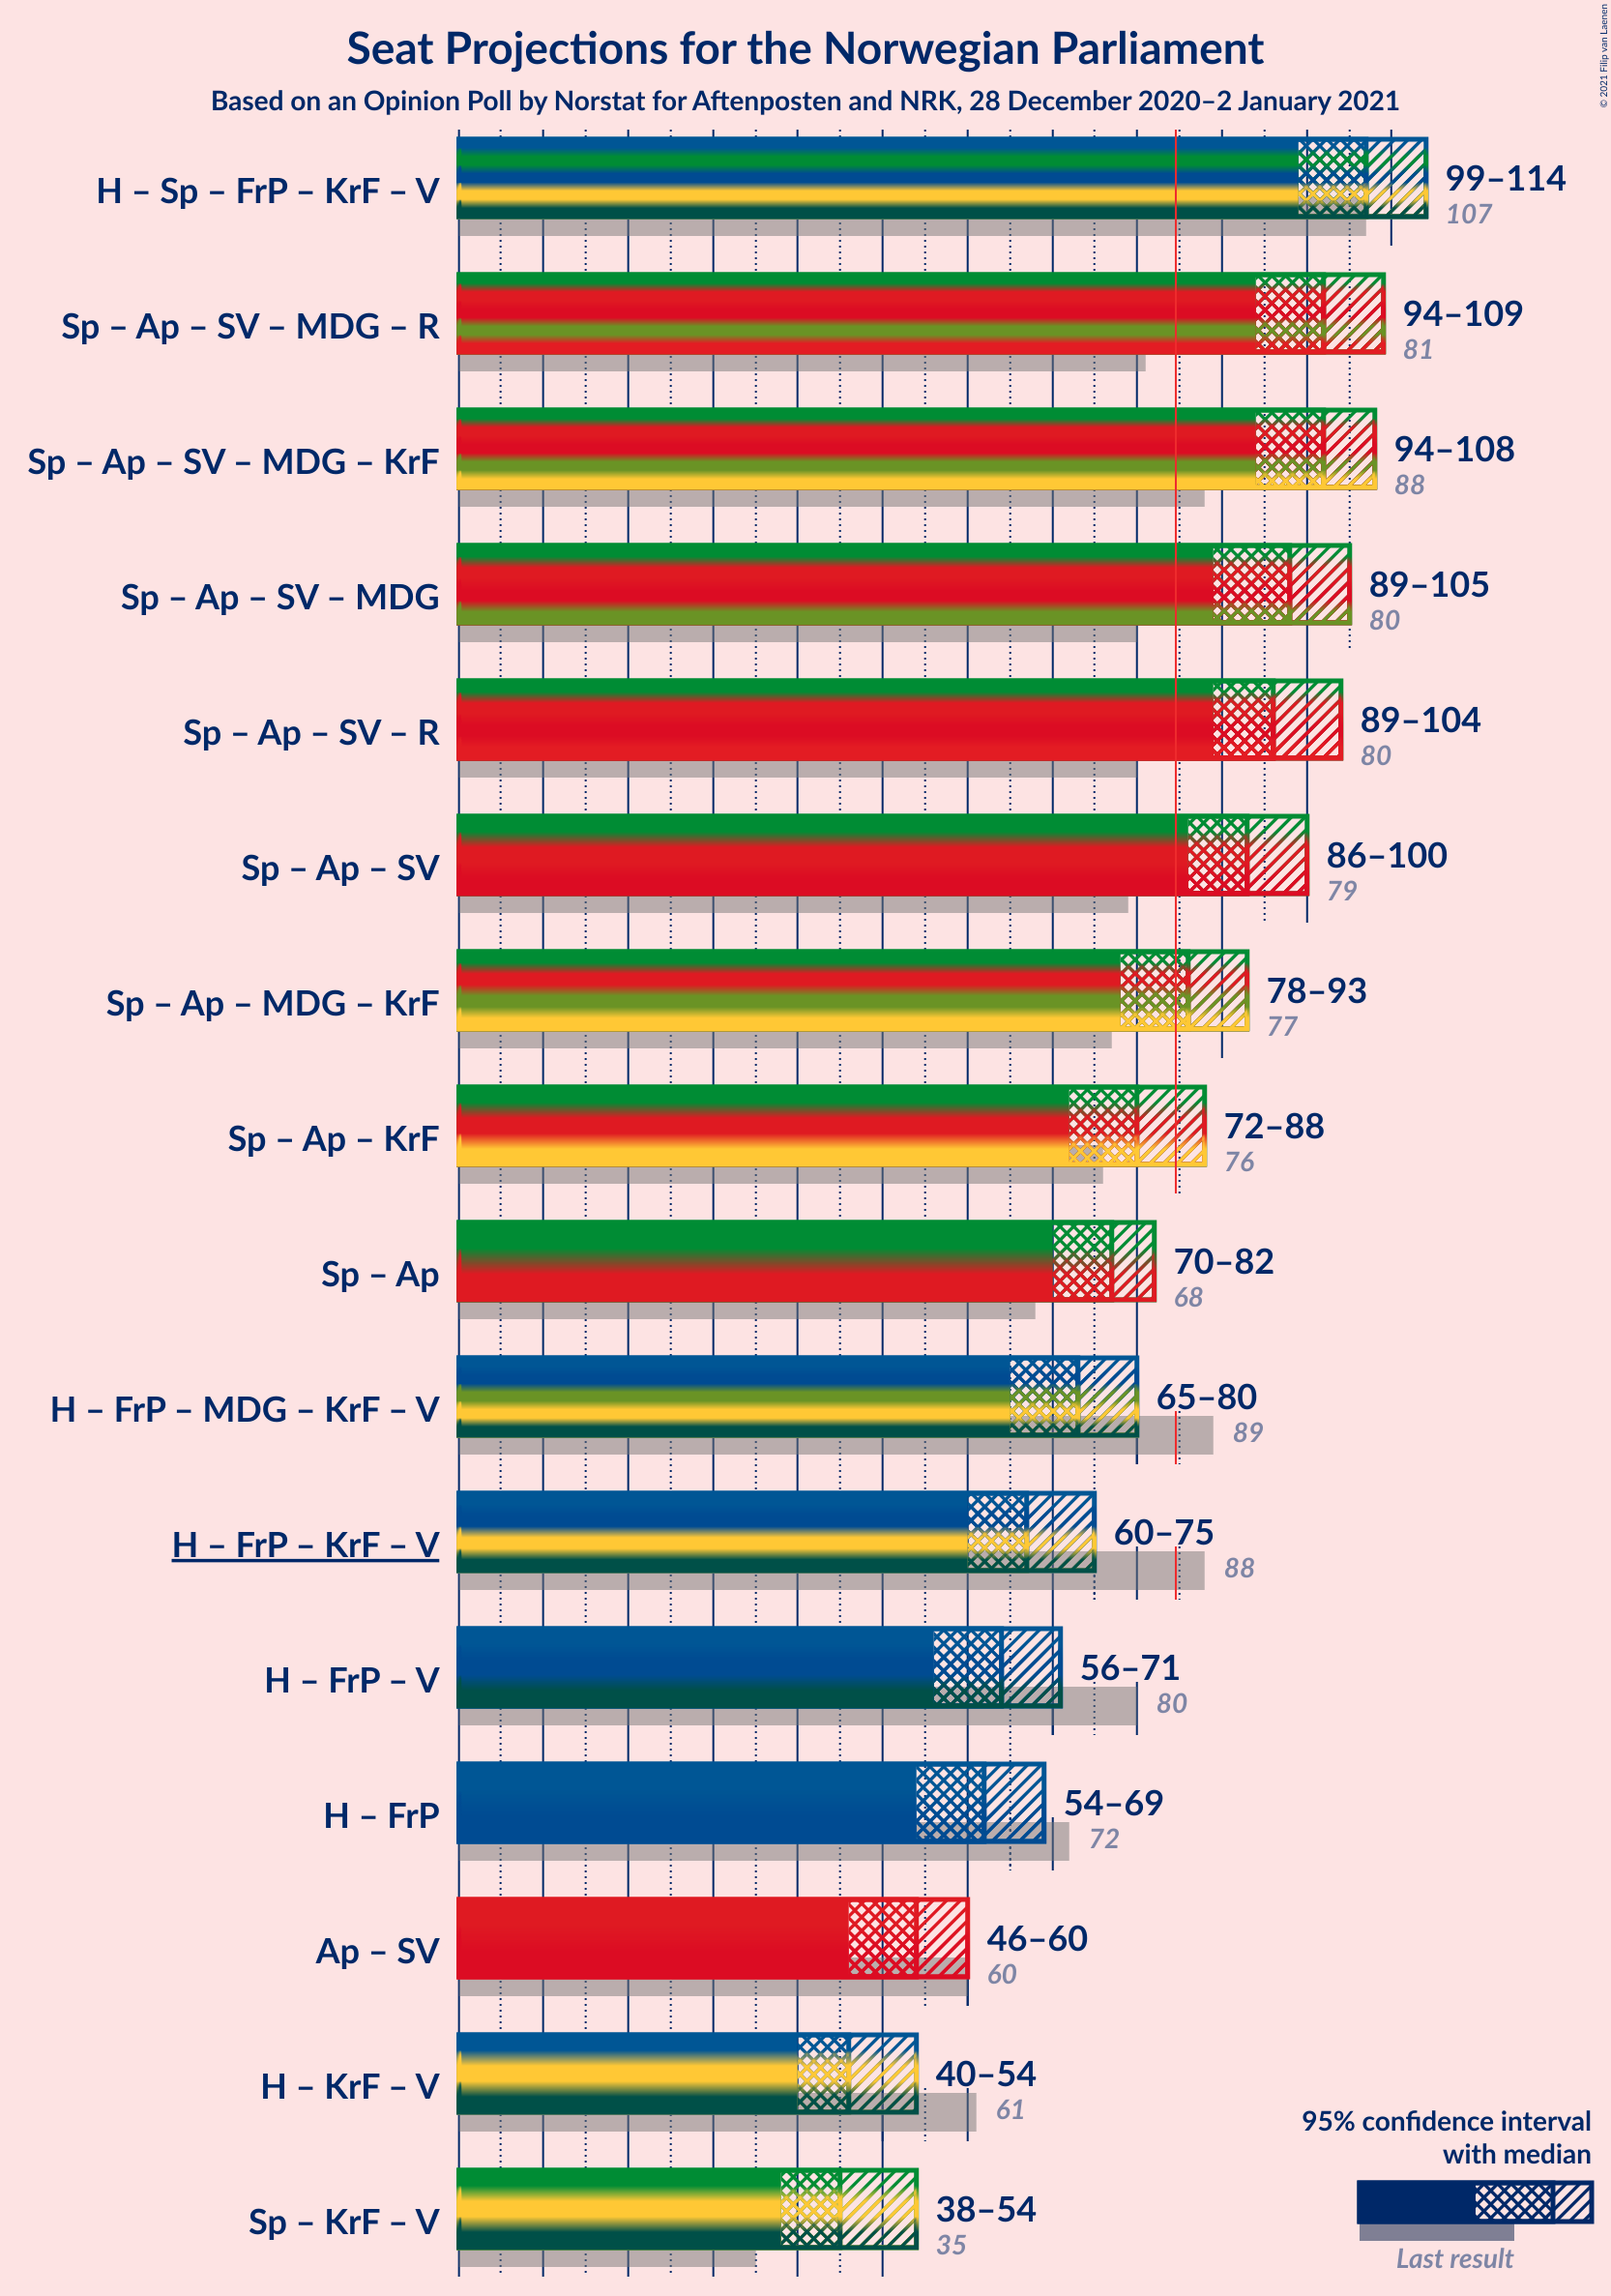 Seat Projections for the Norwegian Parliament
Based on an Opinion Poll by Norstat for Aftenposten and NRK, 28 December 2020–2 January 2021
© 2021 Filip van Laenen
H – Sp – FrP – KrF – V
99–114
107
Sp – Ap – SV – MDG – R
94–109
81
Sp – Ap – SV – MDG – KrF
94–108
88
Sp – Ap – SV – MDG
89–105
80
Sp – Ap – SV – R
89–104
80
Sp – Ap – SV
86–100
79
Sp – Ap – MDG – KrF
78–93
77
Sp – Ap – KrF
72–88
76
Sp – Ap
70–82
68
H – FrP – MDG – KrF – V
65–80
89
H – FrP – KrF – V
60–75
88
H – FrP – V
56–71
80
H – FrP
54–69
72
Ap – SV
46–60
60
H – KrF – V
40–54
61
Sp – KrF – V
38–54
35
95% confidence interval
with median
Last result